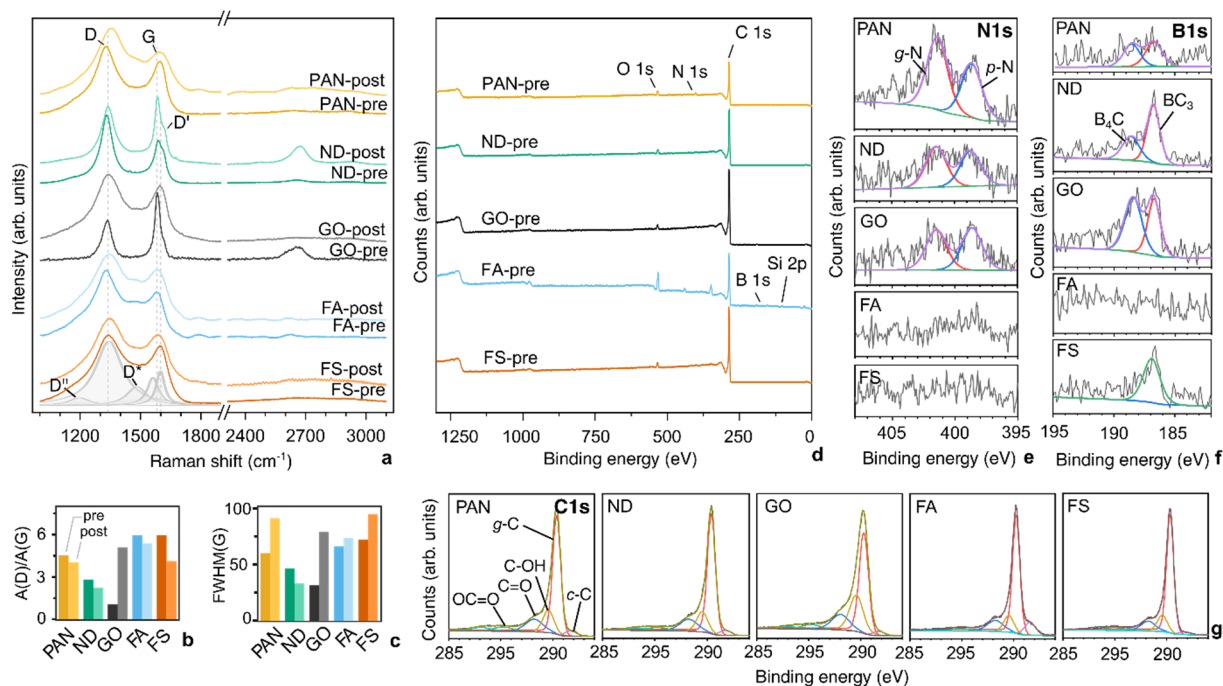 D
G
PAN-post
PAN-pre
D'
ND-post
ND-pre
GO-post
GO-pre
FA-post
FA-pre
FS-post
D"
D*
FS-pre
Intensity (arb. units)
1200 1500 1800 2400 2700 3000
Raman shift (cm-1)
a
C 1s
O 1s
N 1s
PAN-pre
ND-pre
GO-pre
Si 2p
FA-pre
B 1s
FS-pre
Counts (arb. units)
1250 1000 750 500 250 0
Binding energy (eV)
d
PAN
N1s
g-N
p-N
ND
GO
FA
FS
Counts (arb. units)
405 400 395
Binding energy (eV)
e
PAN
B1s
ND
BC3
B4C
GO
FA
FS
Counts (arb. units)
195 190 185
Binding energy (eV)
f
6
3
0
A(D)/A(G)
pre
post
PAN
ND
GO
FA
FS
b
100
50
0
FWHM(G)
PAN
ND
GO
FA
FS
c
PAN
C1s
ND
GO
FA
FS
g-C
C-OH
C=O
OC=O
c-C
Counts (arb. units)
285 295 290 285 295 290 285 295 290 285 295 290 285 295 290
Binding energy (eV)
g